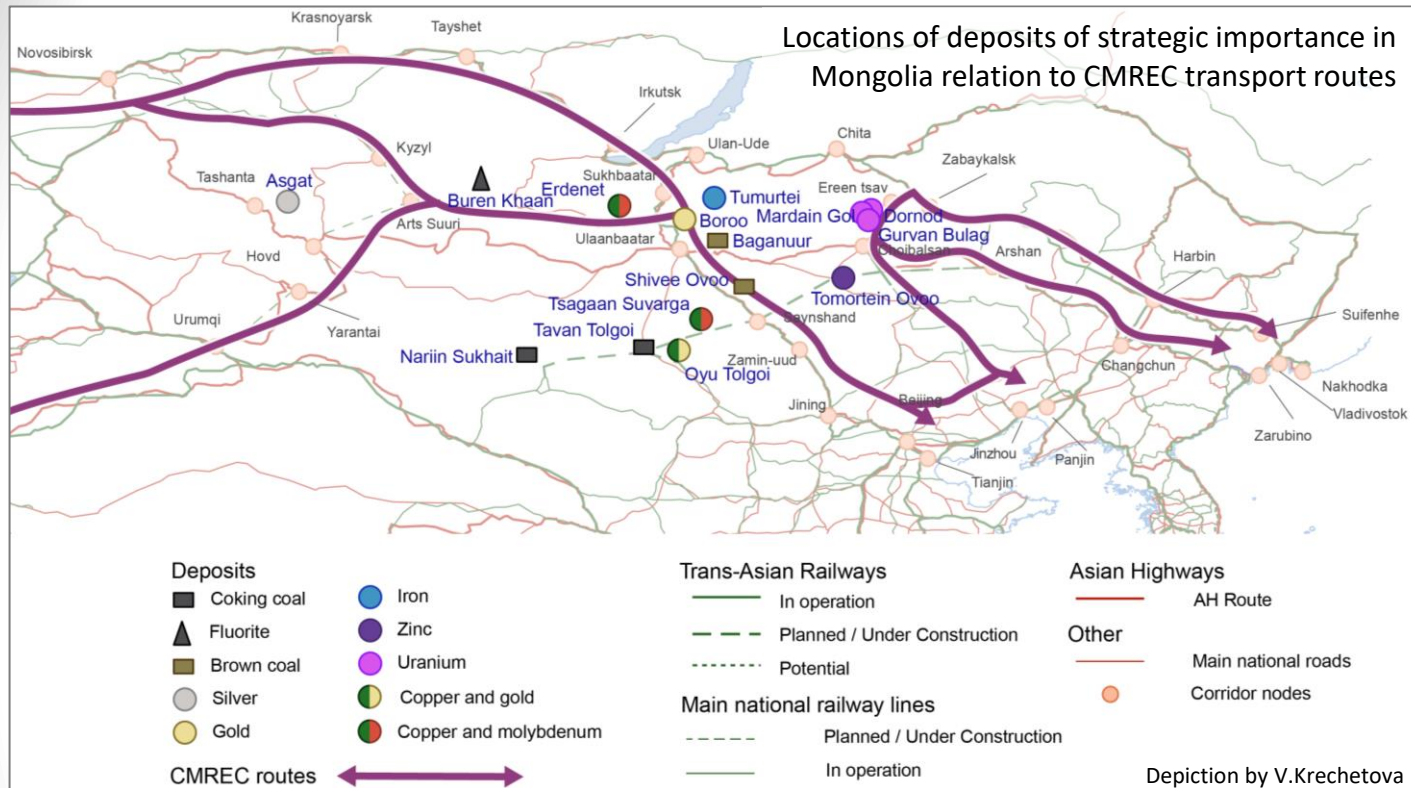 Locations of deposits of strategic importance in
Mongolia relation to CMREC transport routes
Krasnoyarsk
Tayshet
Novosibirsk
Irkutsk
Ulan-Ude
Chita
Zabaykalsk
Kyzyl
Tashanta
Asgat
Buren Khaan
Erdenet
Sukhbaatar
Tumurtei
Ereen tsav
Mardain Gol
Dornod
Boroo
Gurvan Bulag
Arts Suuri
Ulaanbaatar
Baganuur
Choibalsan
Arshan
Harbin
Hovd
Shivee Ovoo
Tomortein Ovoo
Urumqi
Yarantai
Tsagaan Suvarga
Saynshand
Suifenhe
Tavan Tolgoi
Nariin Sukhait
Oyu Tolgoi
Zamin-uud
Changchun
Nakhodka
Jining
Beijing
Vladivostok
Zarubino
Jinzhou
Panjin
Tianjin
Deposits
Coking coal
Fluorite
Brown coal
Silver
Gold
Iron
Zinc
Uranium
Copper and gold
Copper and molybdenum
CMREC routes
Trans-Asian Railways
In operation
Planned / Under Construction
Potential
Main national railway lines
Planned / Under Construction
In operation
Asian Highways
AH Route
Other
Main national roads
Corridor nodes
Depiction by V.Krechetova